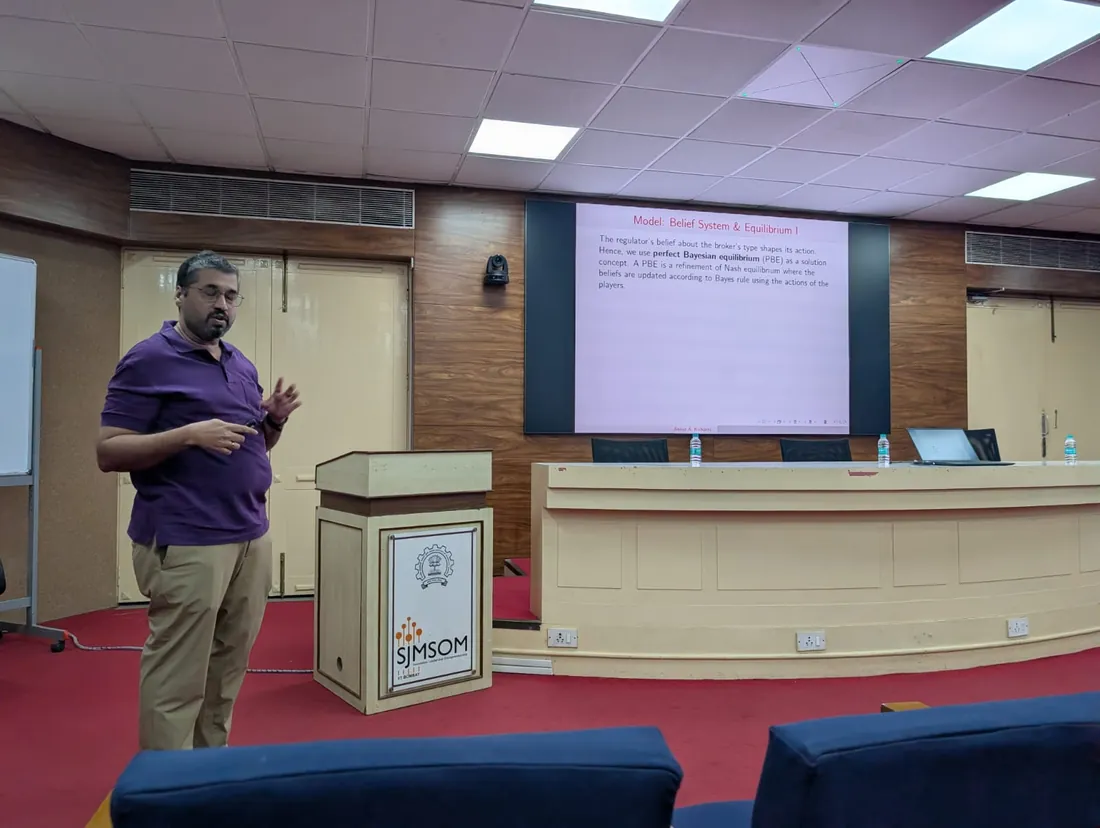 Model: Belief System & Equilibrium I
The regulator's belief about the broker's type shapes its action.
Hence, we use perfect Bayesian equilibrium (PBE) as a solution
concept. A PBE is a refinement of Nash equilibrium where the
beliefs are updated according to Bayes rule using the actions of the
players.
SJMSOM
IIT BOMBAY